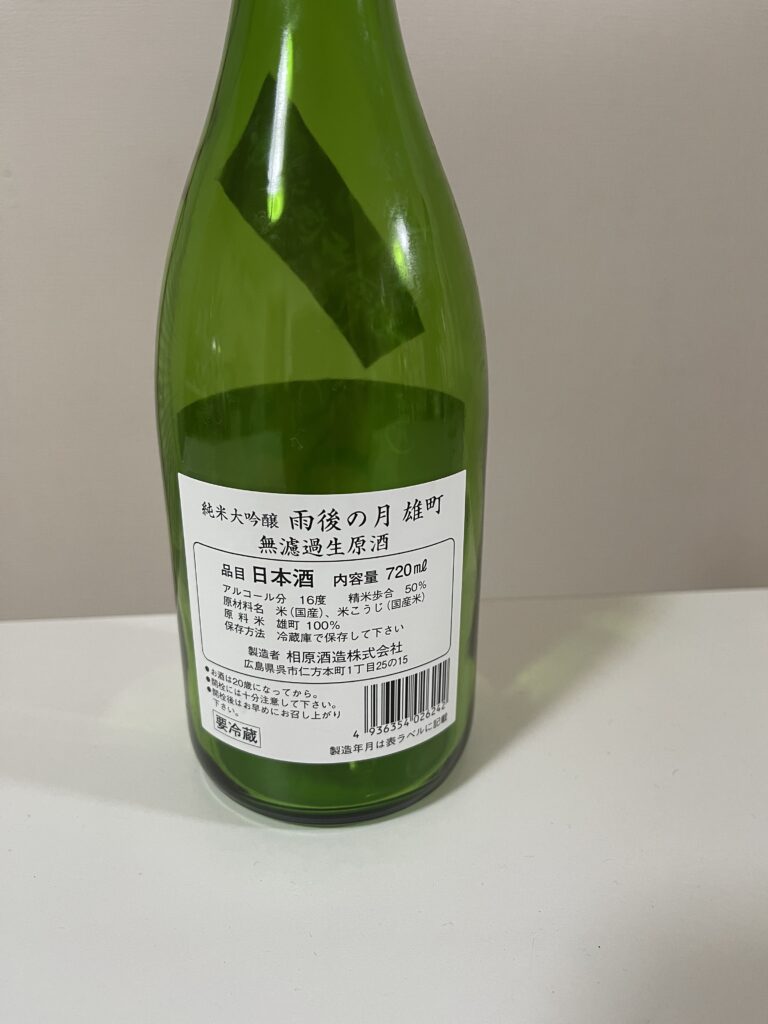 純米大吟醸 雨後の月 雄町
無濾過生原酒
品目 日本酒 内容量 720㎖
アルコール分 16度 精米歩合 50%
原材料名 米(国産)、米こうじ(国産米)
原料米 雄町 100%
保存方法 冷蔵庫で保存して下さい
製造者 相原酒造株式会社
広島県呉市仁方本町1丁目25の15
●お酒は20歳になってから。
●開栓には十分注意して下さい。
●開栓後はお早めにお召し上がり
下さい。
要冷蔵
4 936354 026242
製造年月は表ラベルに記載